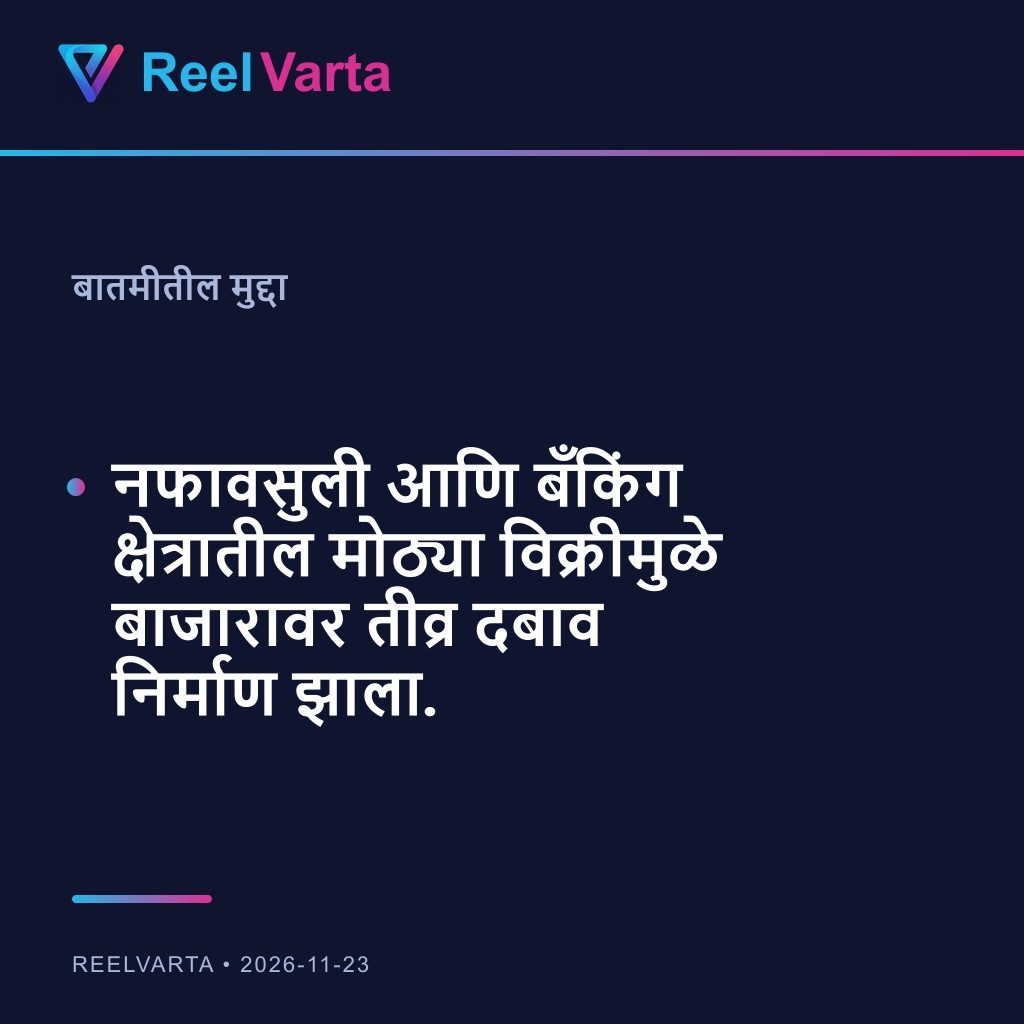 Reel Varta
बातमीतील मुद्दा
नफावसुली आणि बँकिंग
क्षेत्रातील मोठ्या विक्रीमुळे
बाजारावर तीव्र दबाव
निर्माण झाला.
REELVARTA • 2026-11-23